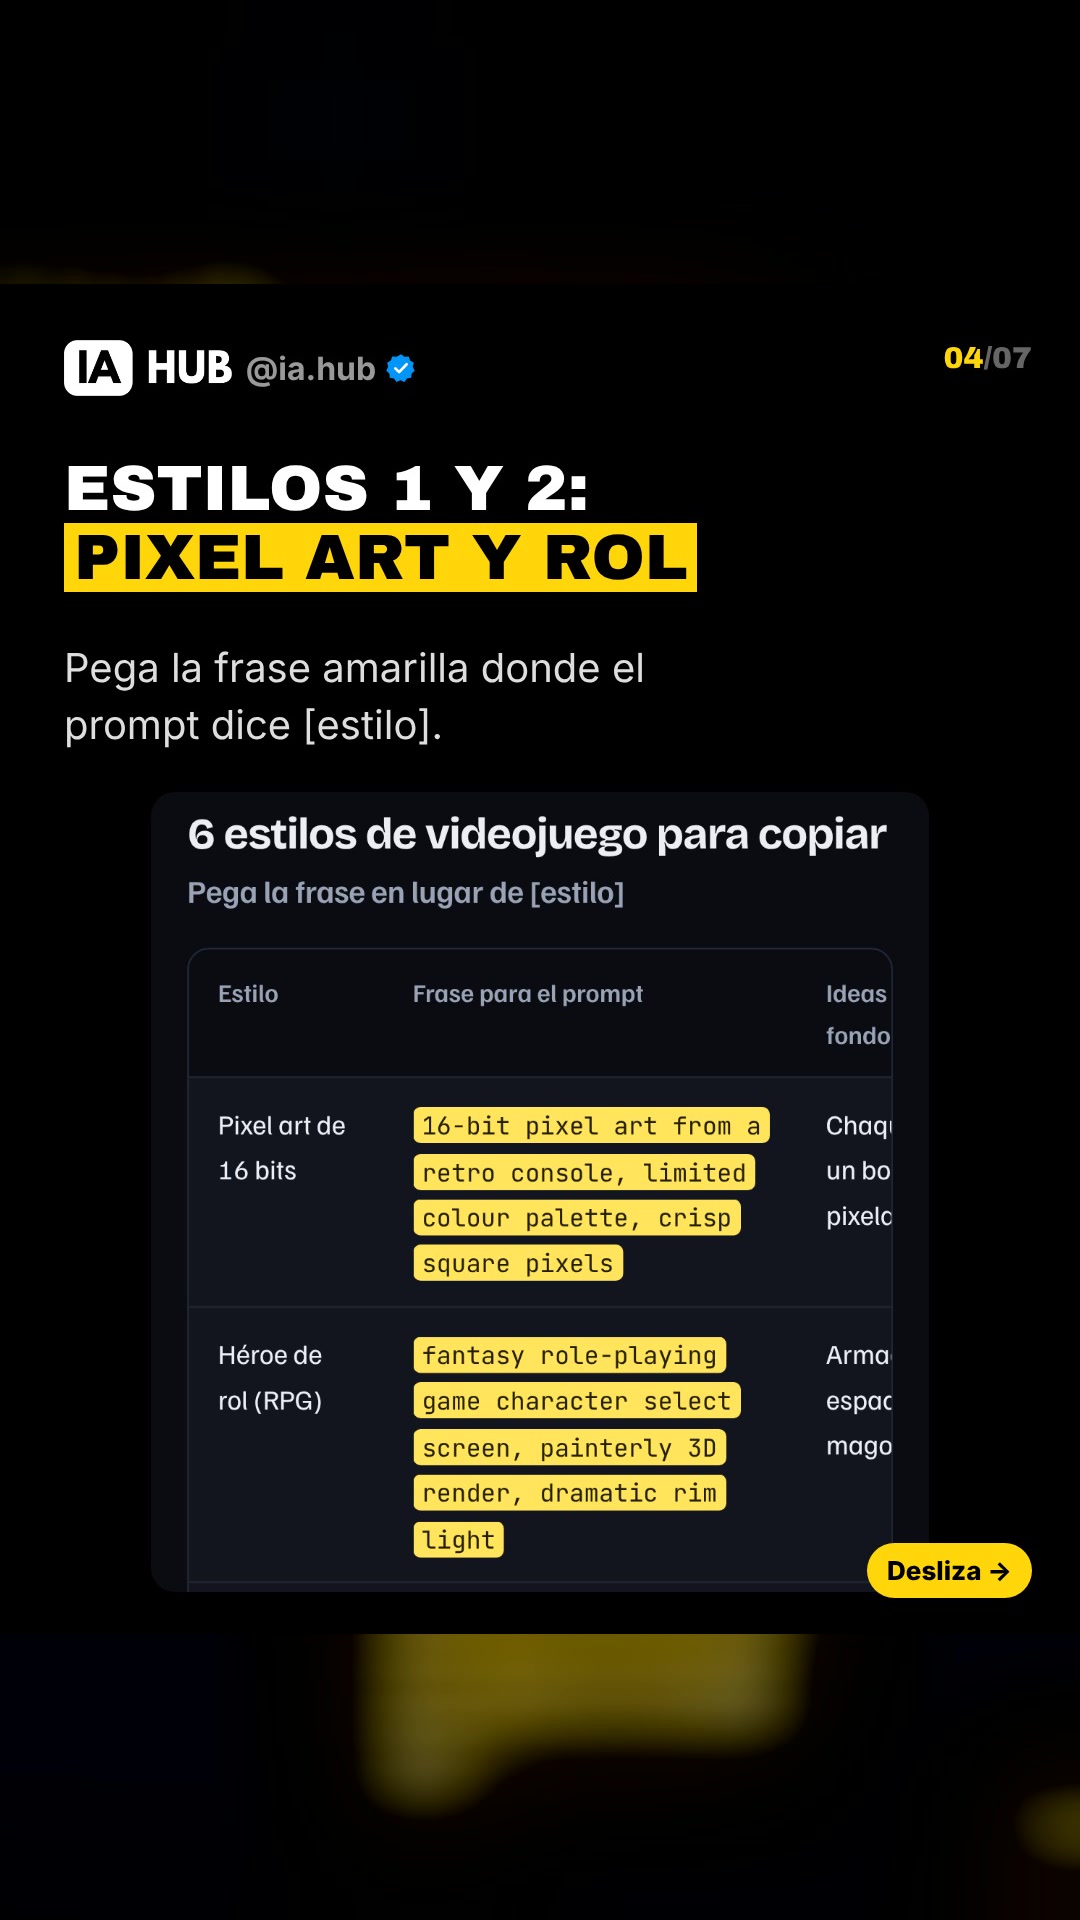 IA HUB @ia.hub
04/07
ESTILOS 1 Y 2:
PIXEL ART Y ROL
Pega la frase amarilla donde el
prompt dice [estilo].
6 estilos de videojuego para copiar
Pega la frase en lugar de [estilo]
Estilo
Frase para el prompt
Ideas
fondo
Pixel art de
16 bits
16-bit pixel art from a
retro console, limited
colour palette, crisp
square pixels
un bo
Héroe de
rol (RPG)
fantasy role-playing
game character select
screen, painterly 3D
render, dramatic rim
light
mago
Desliza →